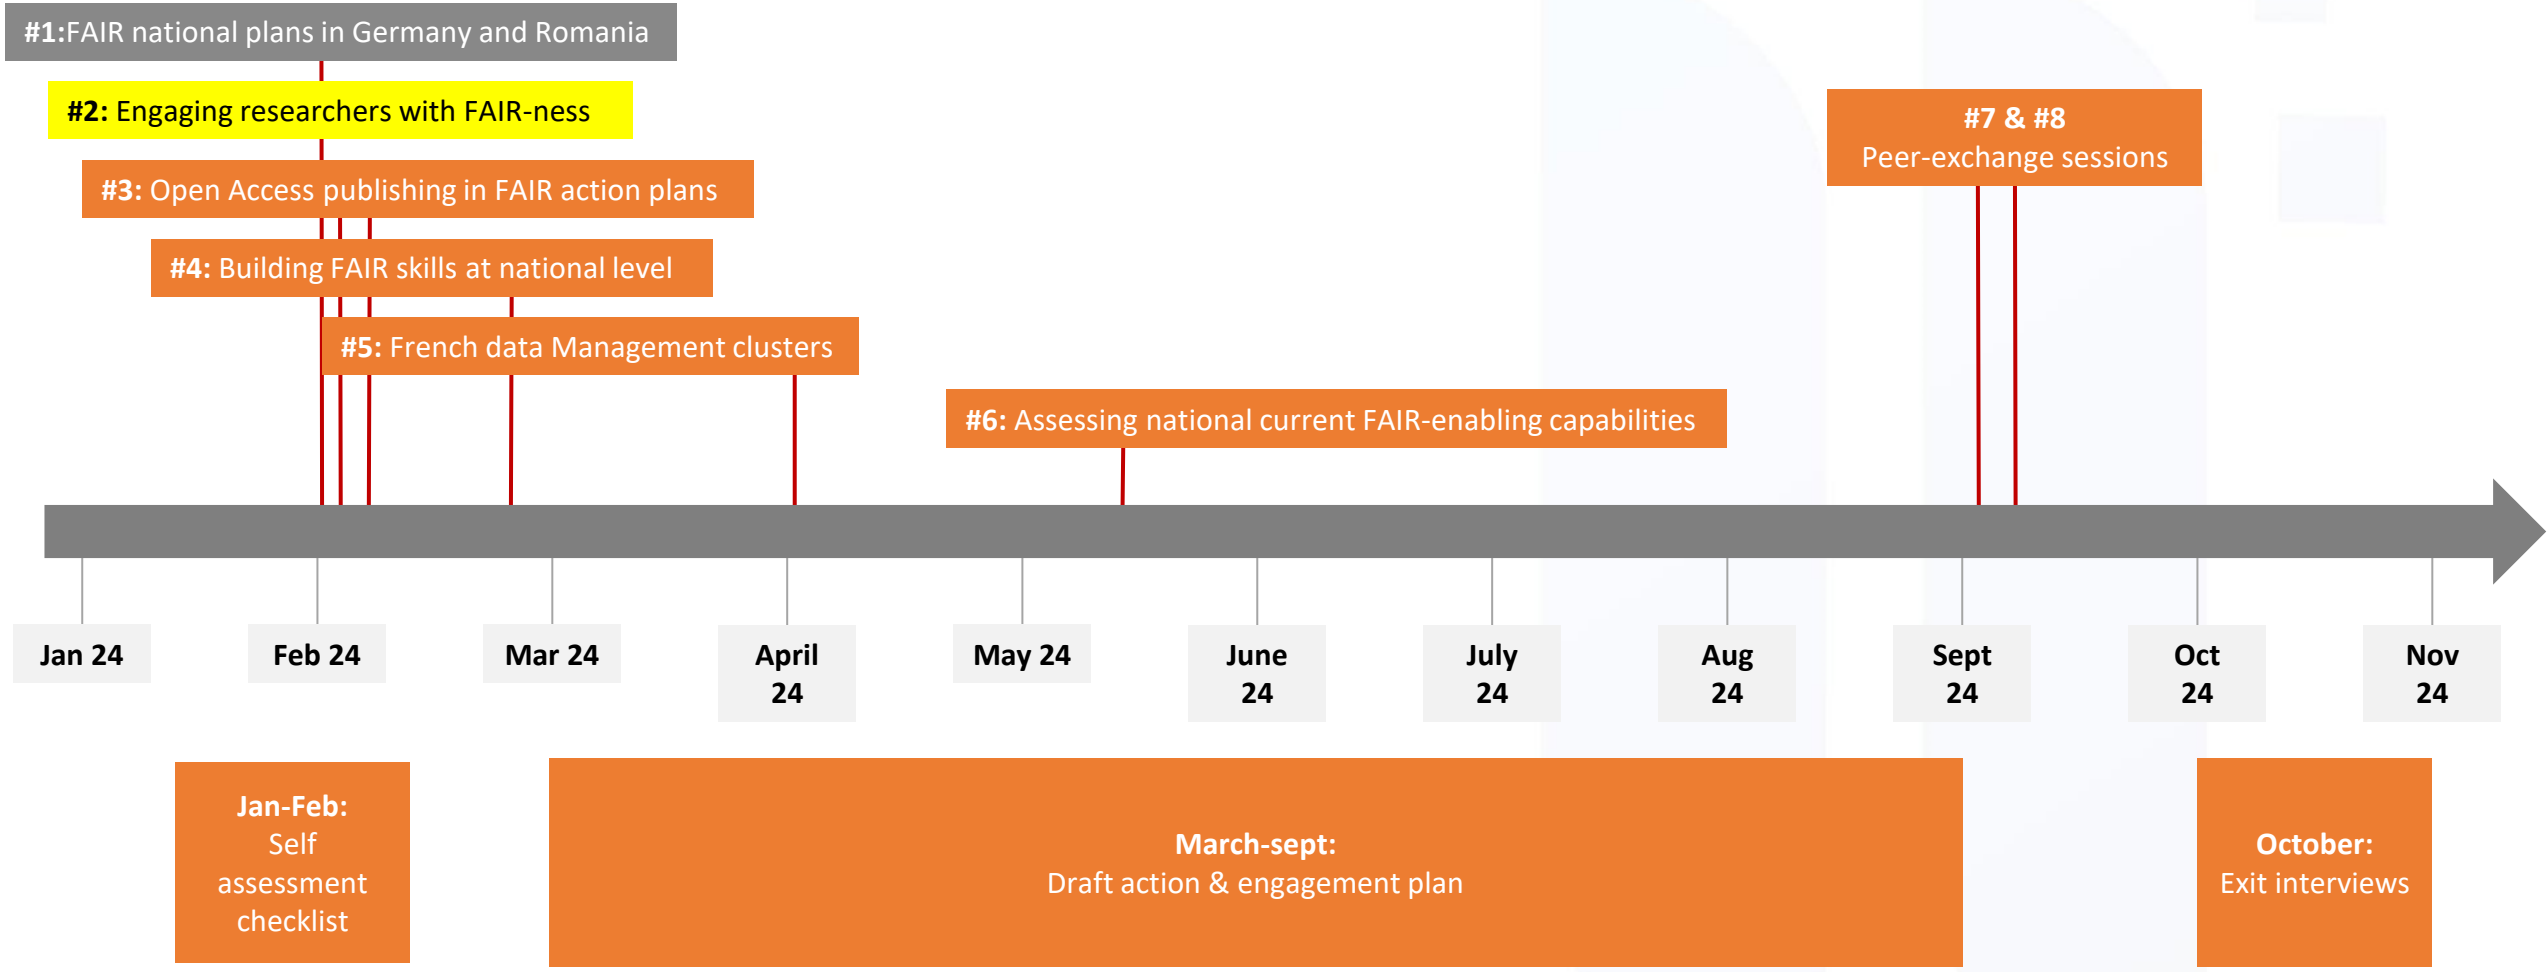 #1:FAIR national plans in Germany and Romania
#2: Engaging researchers with FAIR-ness
#3: Open Access publishing in FAIR action plans
#4: Building FAIR skills at national level
#5: French data Management clusters
#6: Assessing national current FAIR-enabling capabilities
#7 & #8
Peer-exchange sessions
Jan 24
Feb 24
Mar 24
April
24
May 24
June
24
July
24
Aug
24
Sept
24
Oct
24
Nov
24
Jan-Feb:
Self
assessment
checklist
March-sept:
Draft action & engagement plan
October:
Exit interviews